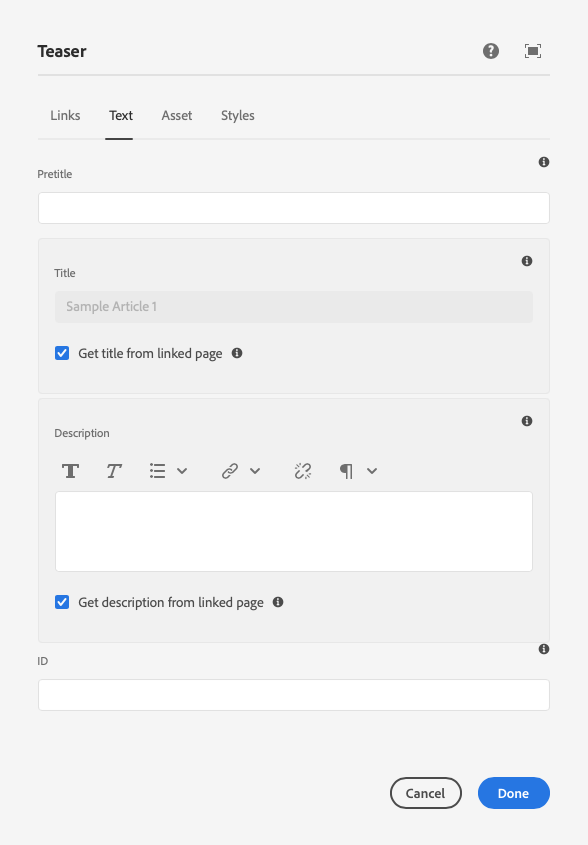 Teaser
Links Text Asset Styles
Pretitle
Title
Sample Article 1
Get title from linked page
Description
Get description from linked page
ID
Cancel Done